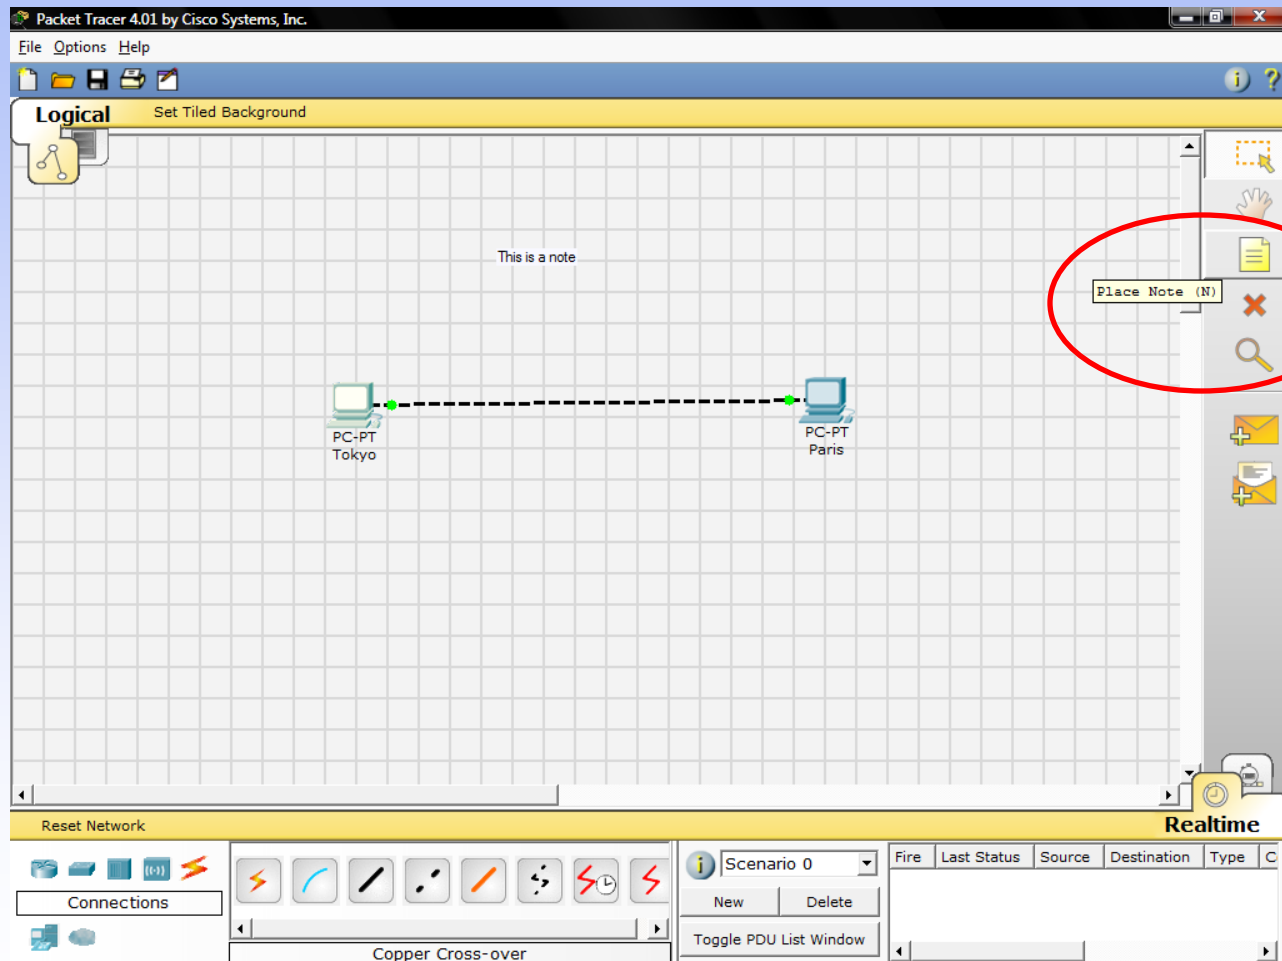 Packet Tracer 4.01 by Cisco Systems, Inc.
File Options Help
Logical Set Tiled Background
This is a note
Place Note (N)
PC-PT
Tokyo
PC-PT
Paris
Reset Network
Realtime
Connections
Copper Cross-over
Scenario 0
New Delete
Toggle PDU List Window
Fire Last Status Source Destination Type C